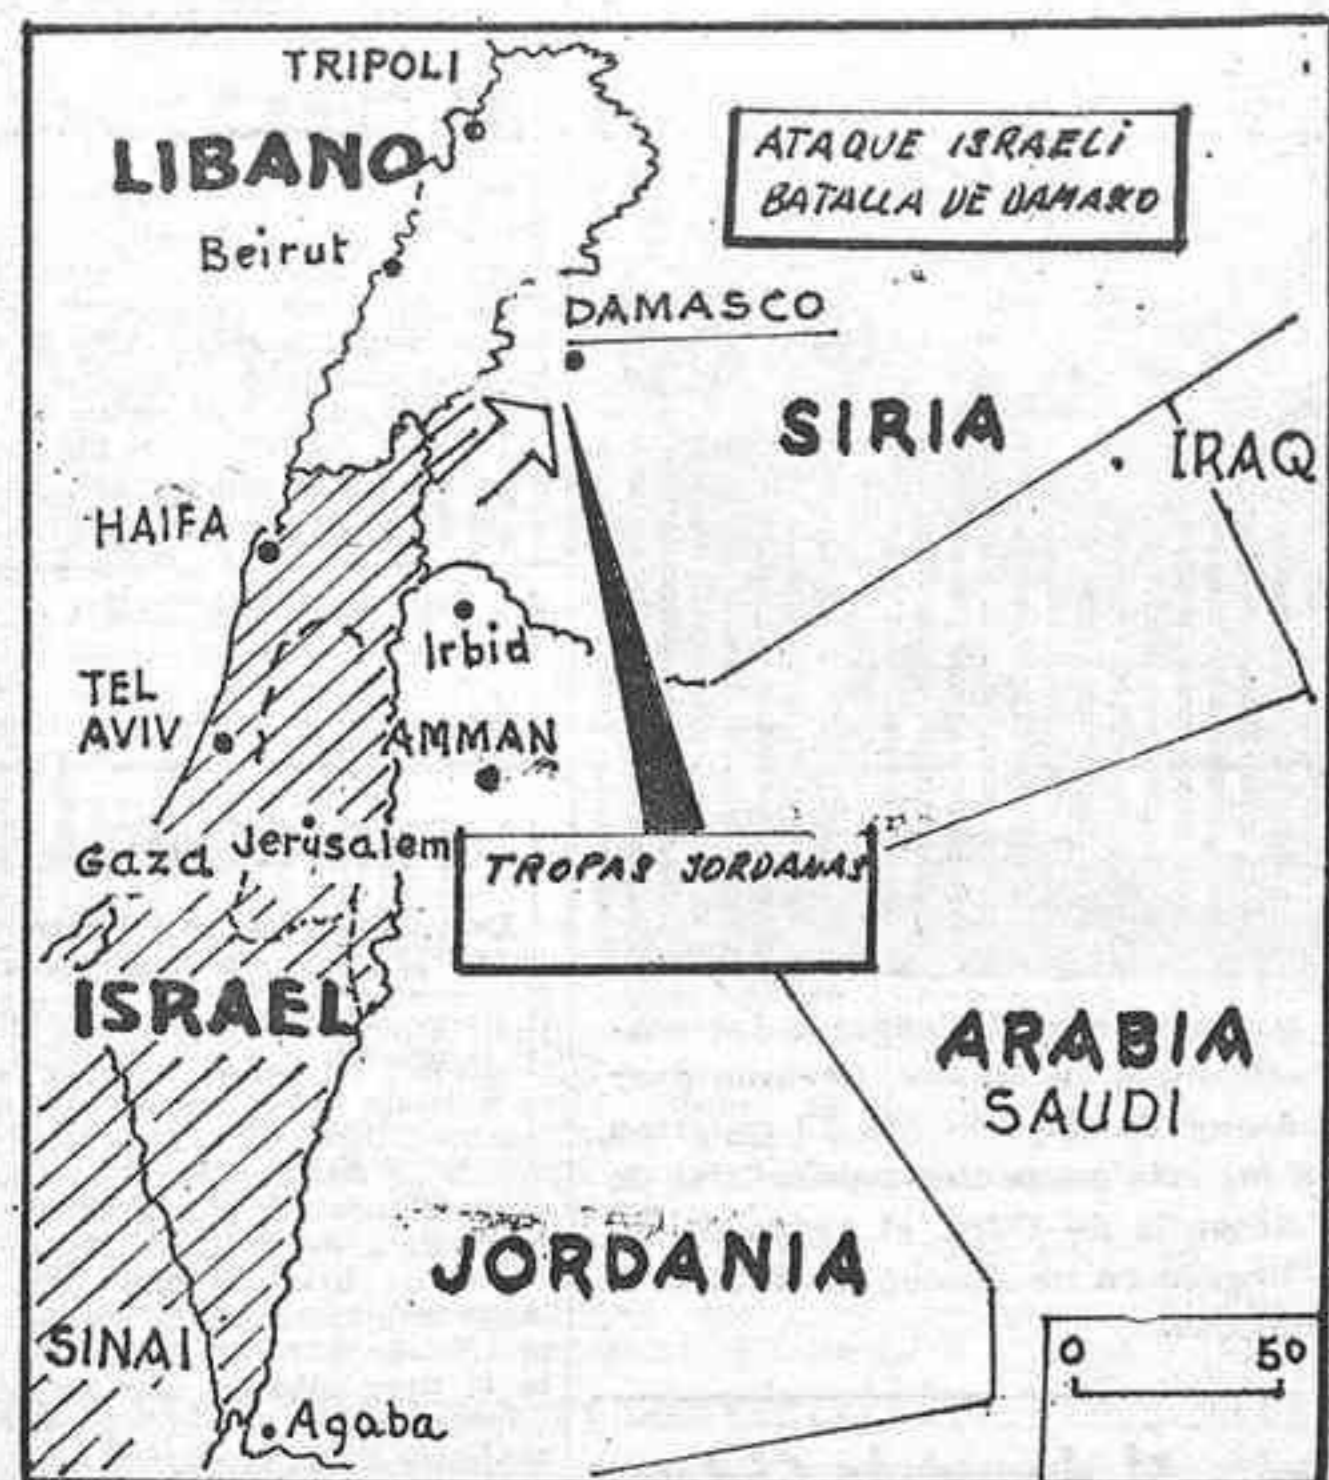 TRIPOLI
LIBANO
Beirut
ATAQUE ISRAELI
BATALLA DE DAMASCO
DAMASCO
SIRIA
IRAQ
HAIFA
Irbid
TEL
AVIV
AMMAN
Gaza
Jerusalem
TROPAS JORDANAS
ISRAEL
ARABIA
SAUDI
JORDANIA
SINAI
Agaba
0 50